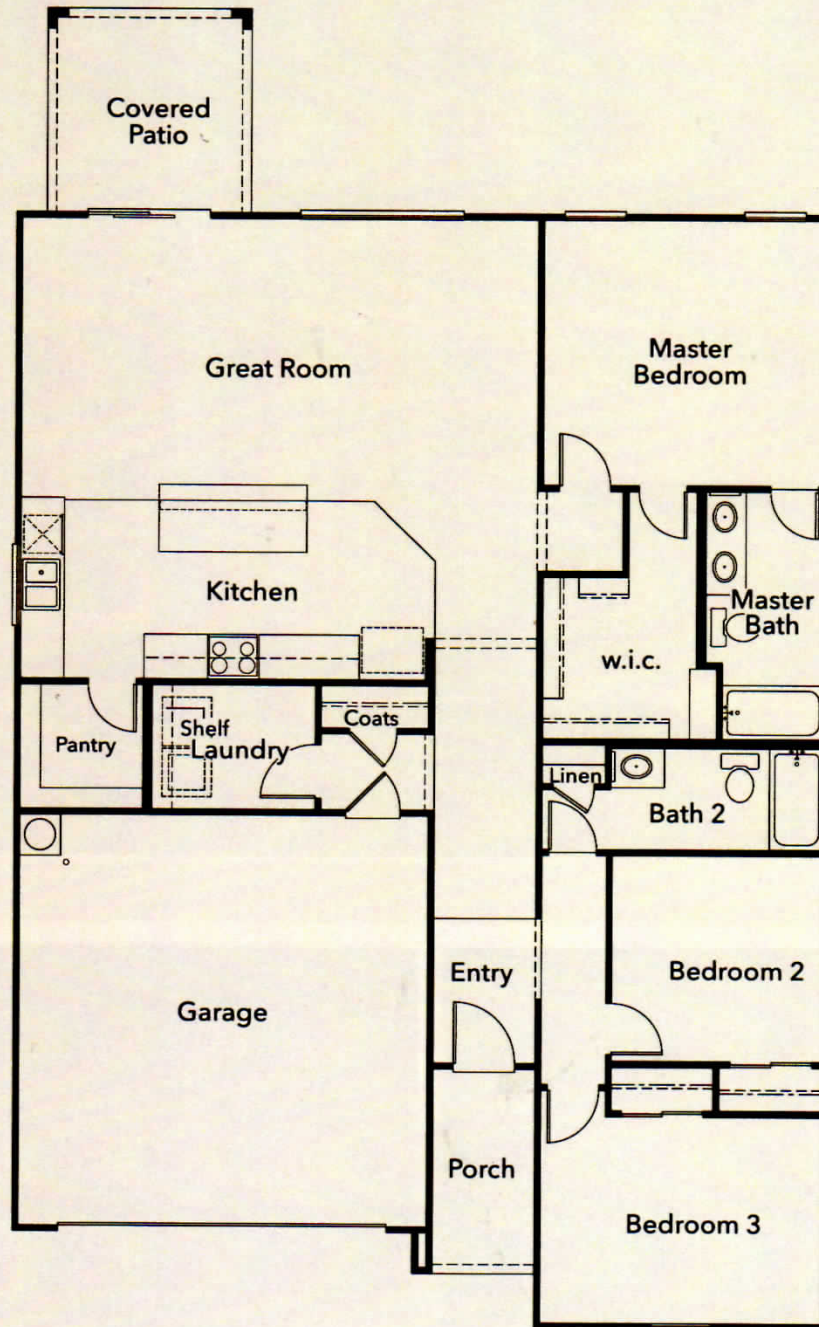 Covered
Patio
Great Room
Master
Bedroom
Kitchen
Master
Bath
w.i.c.
Pantry
Shelf
Laundry
Coats
Linen
Bath 2
Entry
Bedroom 2
Garage
Porch
Bedroom 3